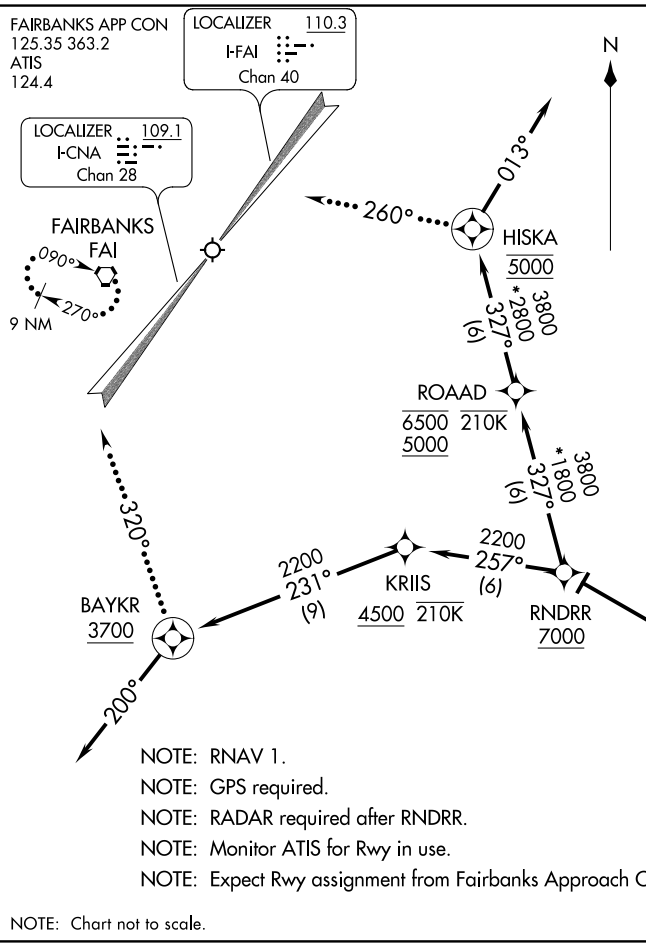 FAIRBANKS APP CON
125.35 363.2
ATIS
124.4
LOCALIZER 110.3
I-FAI
Chan 40
LOCALIZER 109.1
I-CNA
Chan 28
N
FAIRBANKS
FAI
090°
270°
9 NM
013°
260°
HISKA
5000
3800
*2800
327°
(6)
ROAAD
6500 210K
5000
3800
*1800
327°
(6)
320°
2200
231°
(9)
KRIIS
4500 210K
2200
257°
(6)
RNDRR
7000
BAYKR
3700
200°
NOTE: RNAV 1.
NOTE: GPS required.
NOTE: RADAR required after RNDRR.
NOTE: Monitor ATIS for Rwy in use.
NOTE: Expect Rwy assignment from Fairbanks Approach
NOTE: Chart not to scale.